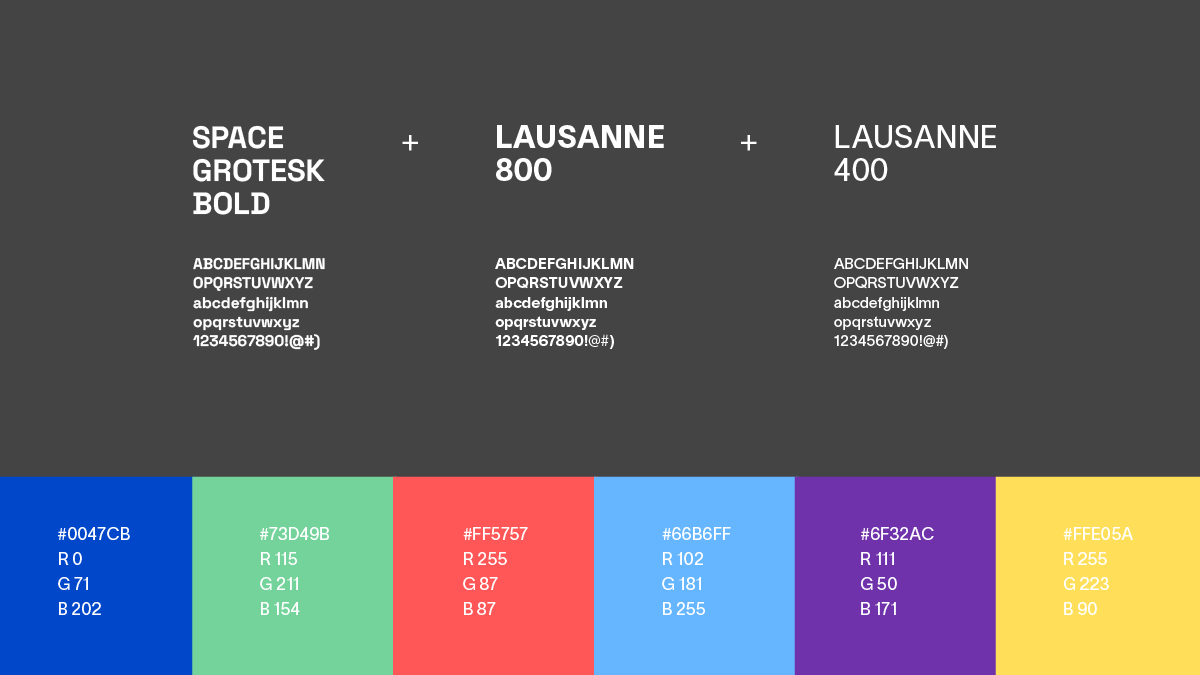 SPACE
GROTESK
BOLD
+
LAUSANNE
800
+
LAUSANNE
400
ABCDEFGHIJKLMN
OPQRSTUVWXYZ
abcdefghijklmn
opqrstuvwxyz
1234567890!@#)
ABCDEFGHIJKLMN
OPQRSTUVWXYZ
abcdefghijklmn
opqrstuvwxyz
1234567890!@#)
ABCDEFGHIJKLMN
OPQRSTUVWXYZ
abcdefghijklmn
opqrstuvwxyz
1234567890!@#)
#0047CB
R 0
G 71
B 202
#73D49B
R 115
G 211
B 154
#FF5757
R 255
G 87
B 87
#66B6FF
R 102
G 181
B 255
#6F32AC
R 111
G 50
B 171
#FFE05A
R 255
G 223
B 90